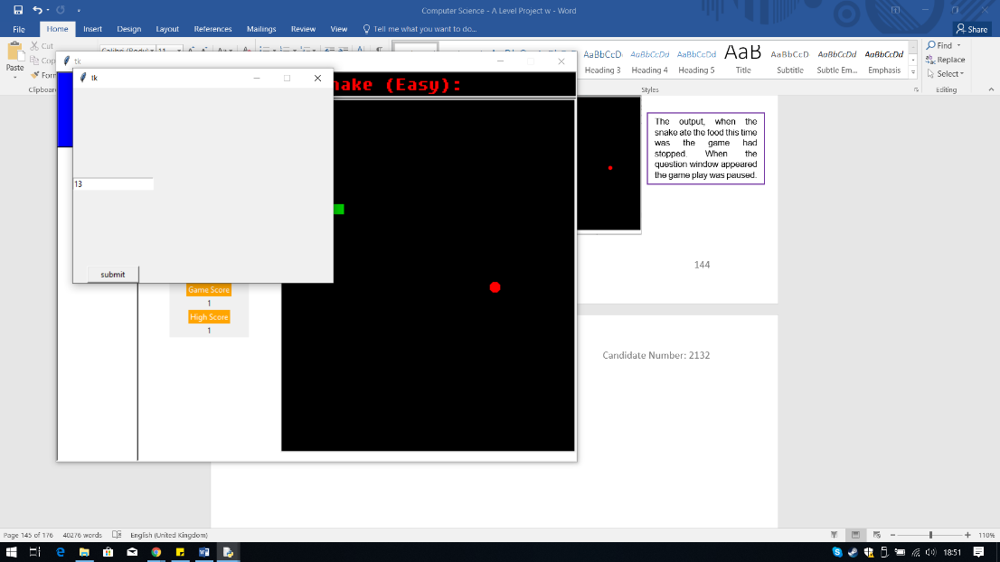 Computer Science - A Level Project w - Word
File
Home
Insert
Design
Layout
References
Mailings
Review
View
Tell me what you want to do...
Share
Paste
Cut
Clipboard
AaBbCcD
AaBbCcDd
AaBbCcDd
AaB
AaBbCcD
AaBbCcDd
AaBbCcDd
Heading 3
Heading 4
Heading 5
Title
Subtitle
Subtle Em...
Emphasis
Styles
Find
Replace
Select
Editing
tk
tk
nake (Easy):
13
submit
Game Score
1
High Score
1
The output, when the
snake ate the food this time
was the game had
stopped. When the
question window appeared
the game play was paused.
144
Candidate Number: 2132
Page 145 of 176
40276 words
English (United Kingdom)
110%
18:51